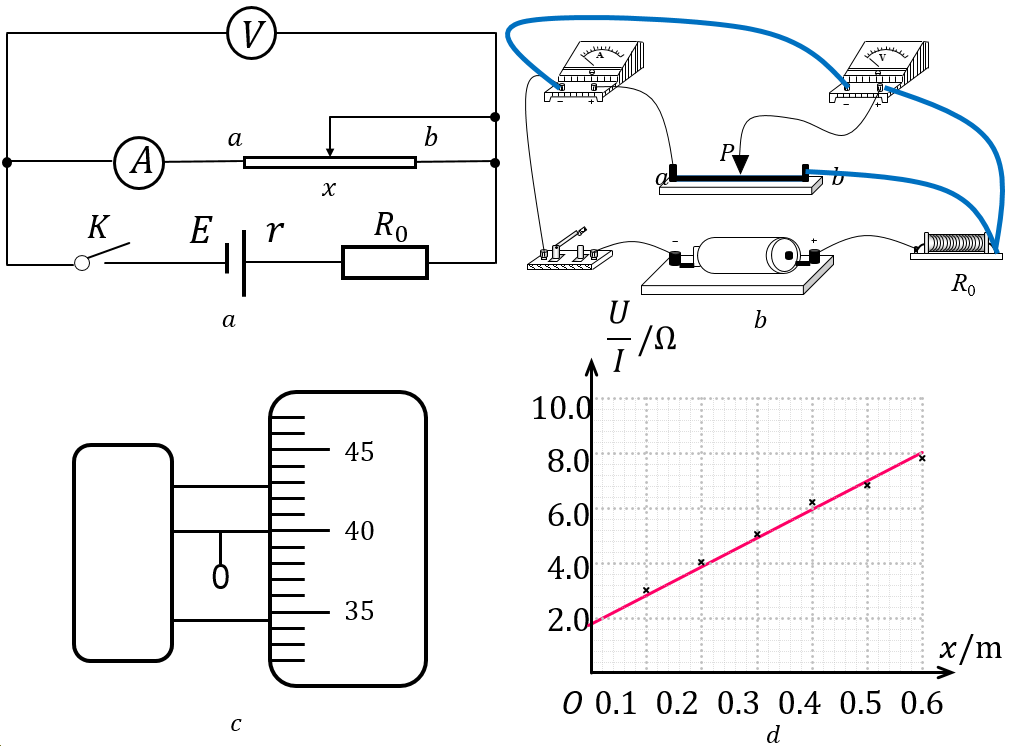 V
A
a
b
x
K
E
r
R₀
a
A
- +
V
- +
P
a
b
- +
R₀
b
45
40
35
0
c
U/I /Ω
10.0
8.0
6.0
4.0
2.0
x/m
O 0.1 0.2 0.3 0.4 0.5 0.6
d